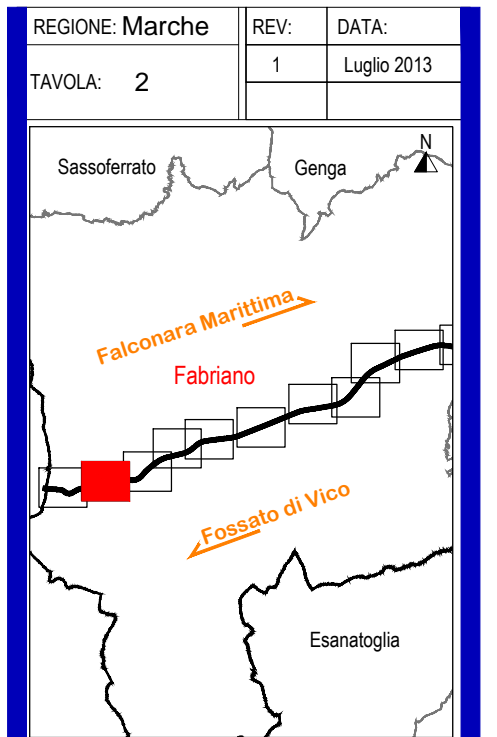 REGIONE: Marche
REV:
DATA:
TAVOLA: 2
1
Luglio 2013
N
Sassoferrato
Genga
Falconara Marittima
Fabriano
Fossato di Vico
Esanatoglia